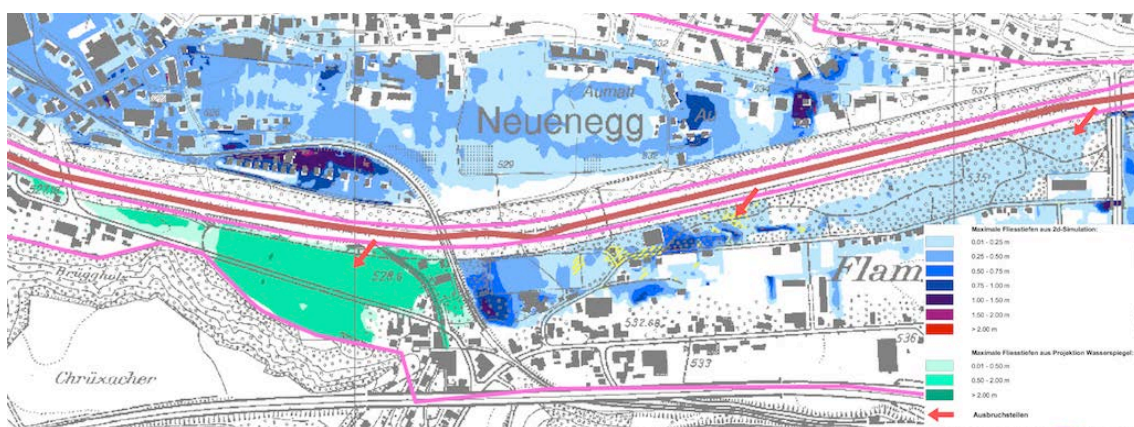 532
537
534
Aumatt
Au
Neuenegg
529
535
528.6
Brüggholz
Chrüxacher
532.68
533
536
Flam
Maximale Fliesstiefen aus 2d-Simulation:
0.01 - 0.25 m
0.25 - 0.50 m
0.50 - 0.75 m
0.75 - 1.00 m
1.00 - 1.50 m
1.50 - 2.00 m
> 2.00 m
Maximale Fliesstiefen aus Projektion Wasserspiegel:
0.01 - 0.50 m
0.50 - 2.00 m
> 2.00 m
Ausbruchstellen